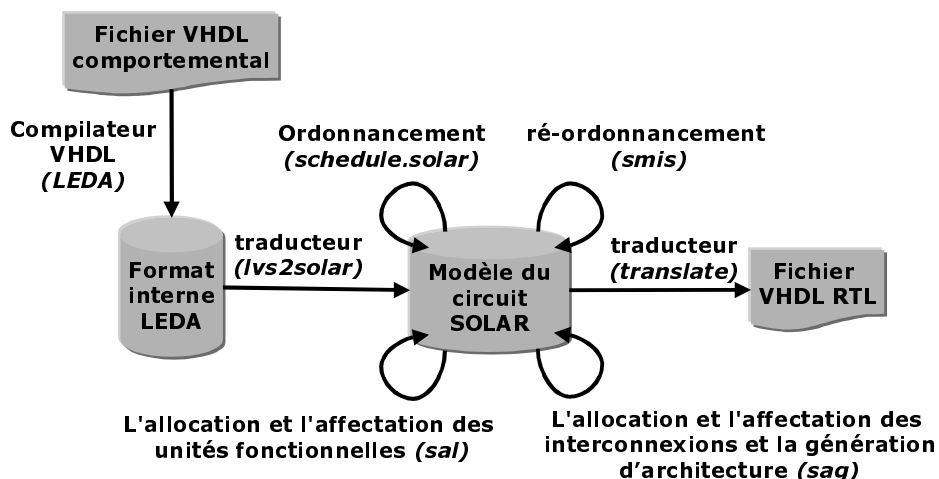 Fichier VHDL
comportemental
Compilateur
VHDL
(LEDA)
Ordonnancement
(schedule.solar)
ré-ordonnancement
(smis)
Format
interne
LEDA
traducteur
(lvs2solar)
Modèle du
circuit
SOLAR
traducteur
(translate)
Fichier
VHDL RTL
L'allocation et l'affectation des
unités fonctionnelles (sal)
L'allocation et l'affectation des
interconnexions et la génération
d’architecture (sag)